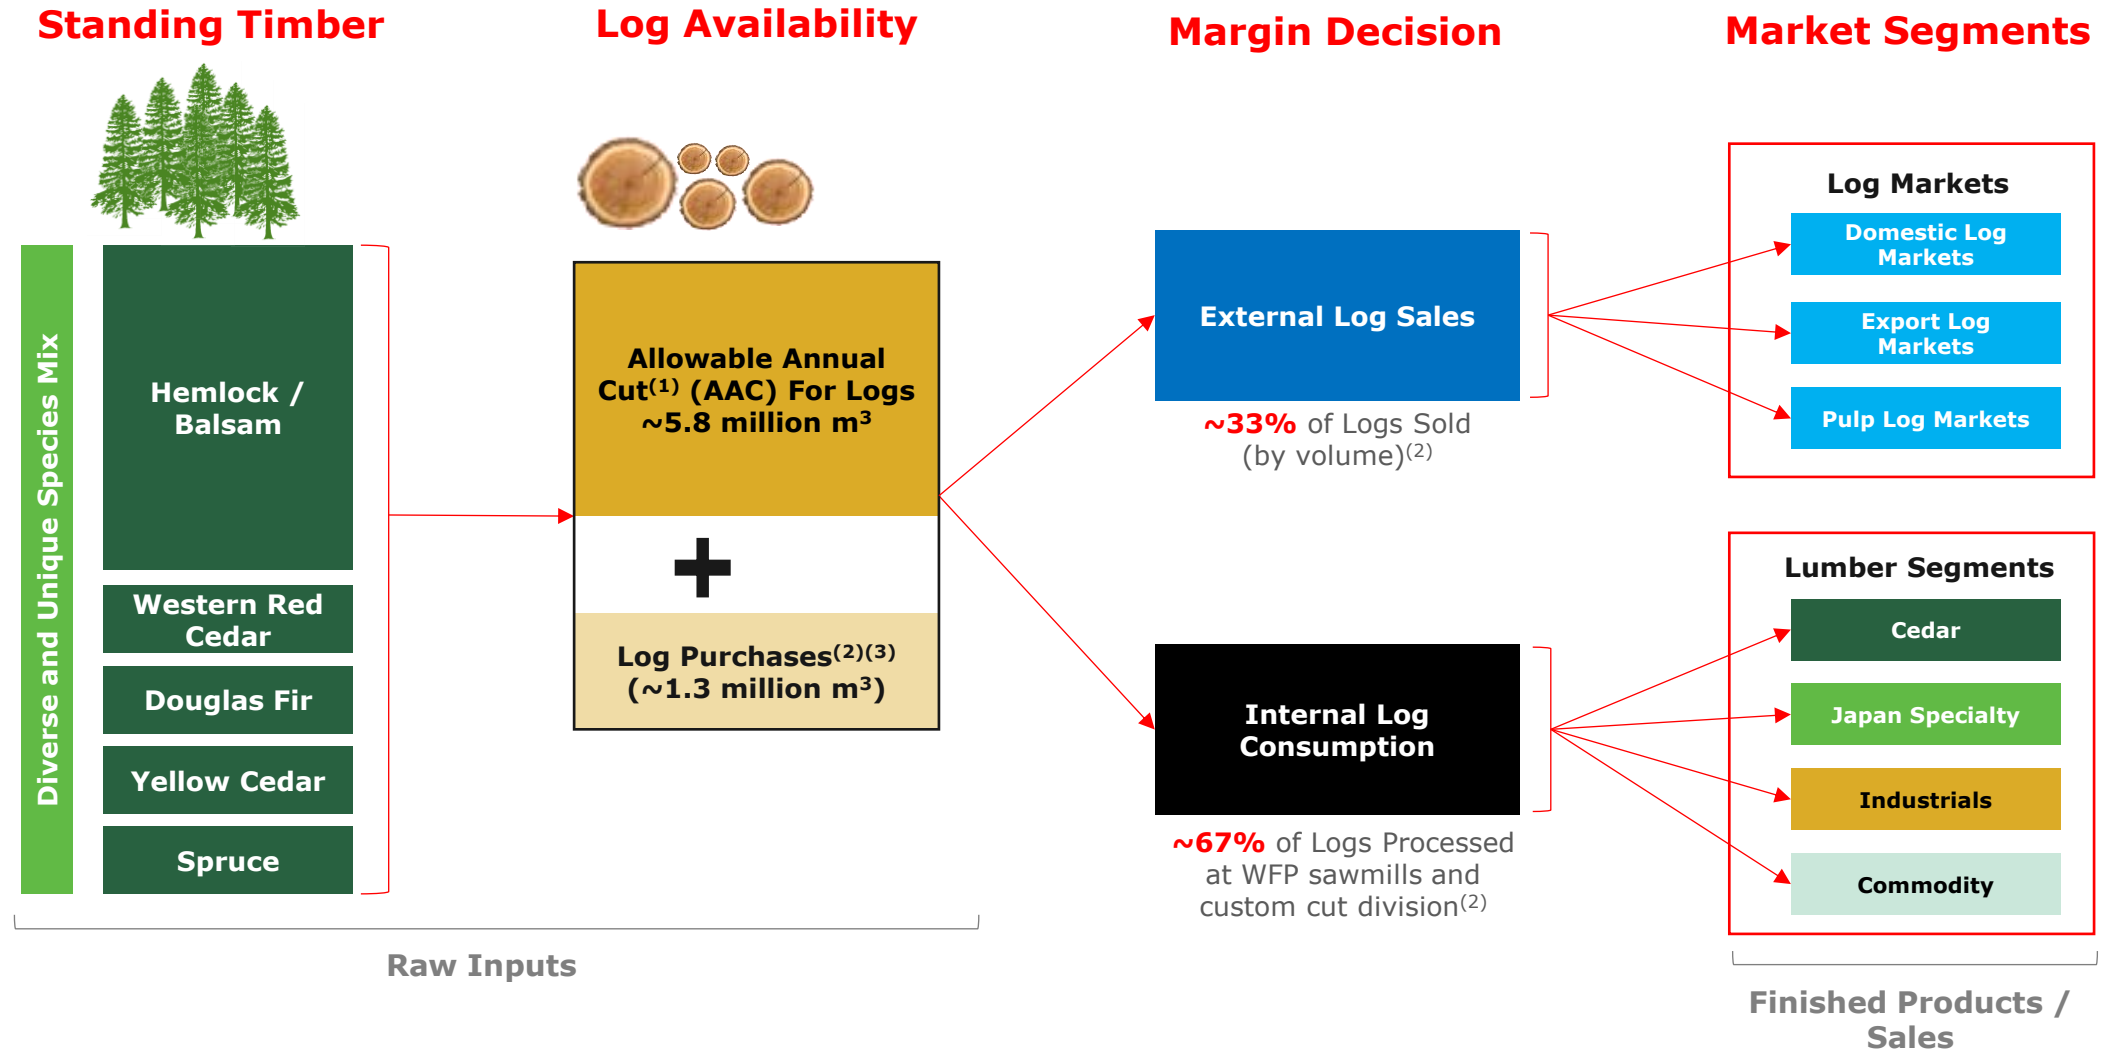 Standing Timber
Diverse and Unique Species Mix
Hemlock /
Balsam
Western Red
Cedar
Douglas Fir
Yellow Cedar
Spruce
Log Availability
Allowable Annual
Cut(1) (AAC) For Logs
~5.8 million m3
+
Log Purchases(2)(3)
(~1.3 million m3)
Raw Inputs
Margin Decision
External Log Sales
~33% of Logs Sold
(by volume)(2)
Internal Log
Consumption
~67% of Logs Processed
at WFP sawmills and
custom cut division(2)
Market Segments
Log Markets
Domestic Log
Markets
Export Log
Markets
Pulp Log Markets
Lumber Segments
Cedar
Japan Specialty
Industrials
Commodity
Finished Products /
Sales